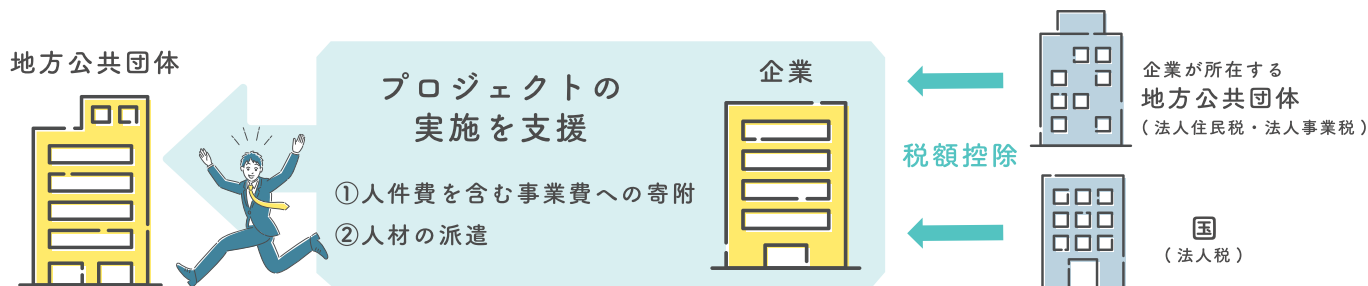 地方公共団体
プロジェクトの
実施を支援
①人件費を含む事業費への寄附
②人材の派遣
企業
税額控除
企業が所在する
地方公共団体
(法人住民税・法人事業税)
国
(法人税)